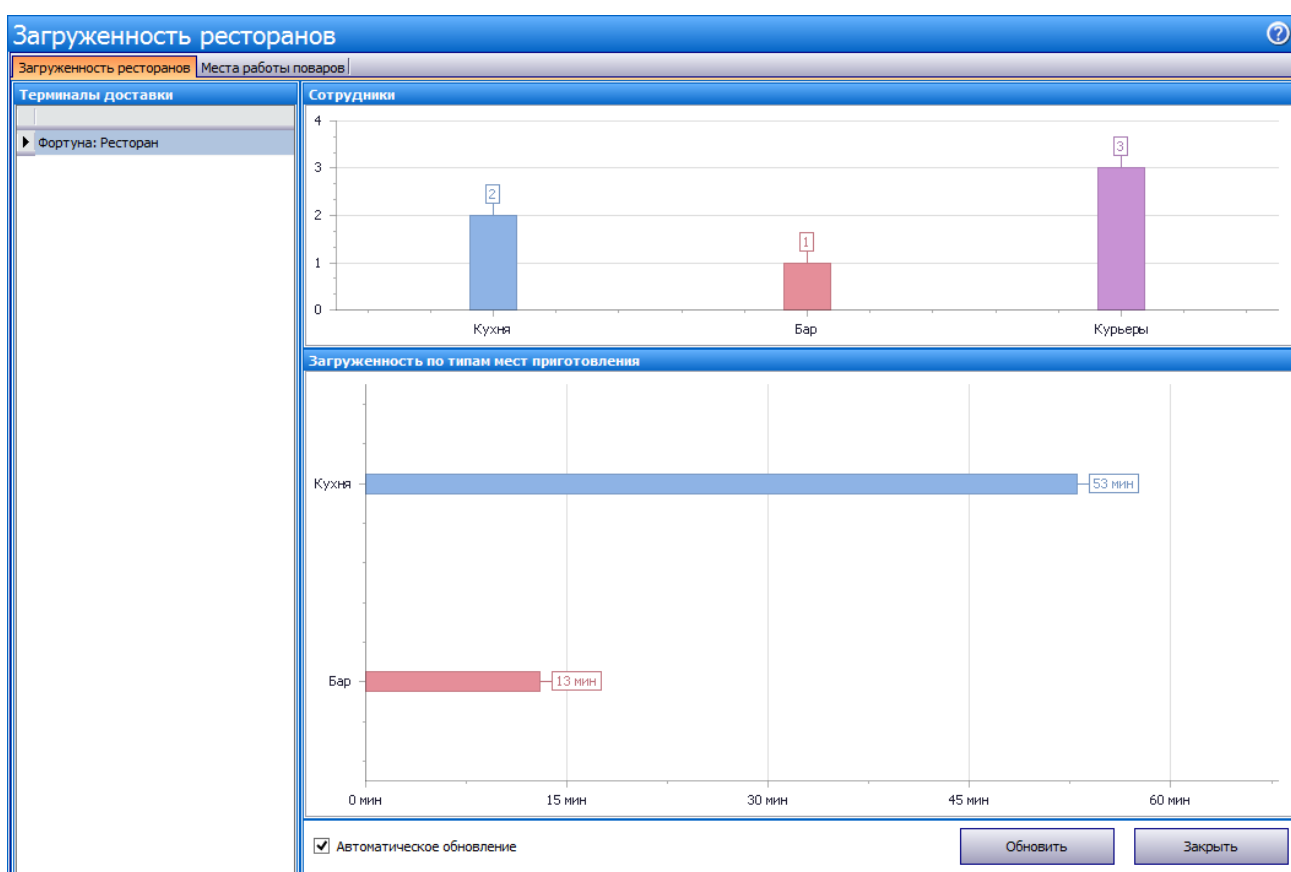 Загруженность ресторанов
?
Загруженность ресторанов Места работы поваров
Терминалы доставки
Фортуна: Ресторан
Сотрудники
4
3
2
1
0
2
1
3
Кухня Бар Курьеры
Загруженность по типам мест приготовления
Кухня 53 мин
Бар 13 мин
0 мин 15 мин 30 мин 45 мин 60 мин
Автоматическое обновление Обновить Закрыть